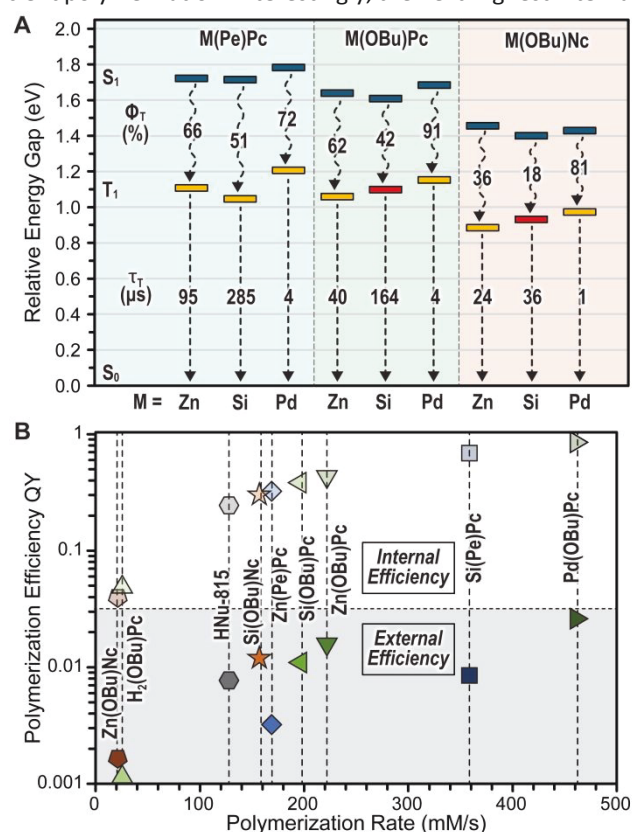 A
M(Pe)Pc M(OBu)Pc M(OBu)Nc
Relative Energy Gap (eV)
2.0
1.8
1.6
1.4
1.2
1.0
0.8
0.6
0.4
0.2
0.0
S₁
Φ_T
(%)
T₁
τ_T
(μs)
S₀
66 51 72 62 42 91 36 18 81
95 285 4 40 164 4 24 36 1
M = Zn Si Pd Zn Si Pd Zn Si Pd
B
Polymerization Efficiency QY
1
0.1
0.01
0.001
Zn(OBu)Nc
H₂(OBu)Pc
HNu-815
Si(OBu)Nc
Zn(Pe)Pc
Si(OBu)Pc
Zn(OBu)Pc
Internal
Efficiency
External
Efficiency
Si(Pe)Pc
Pd(OBu)Pc
0 100 200 300 400 500
Polymerization Rate (mM/s)